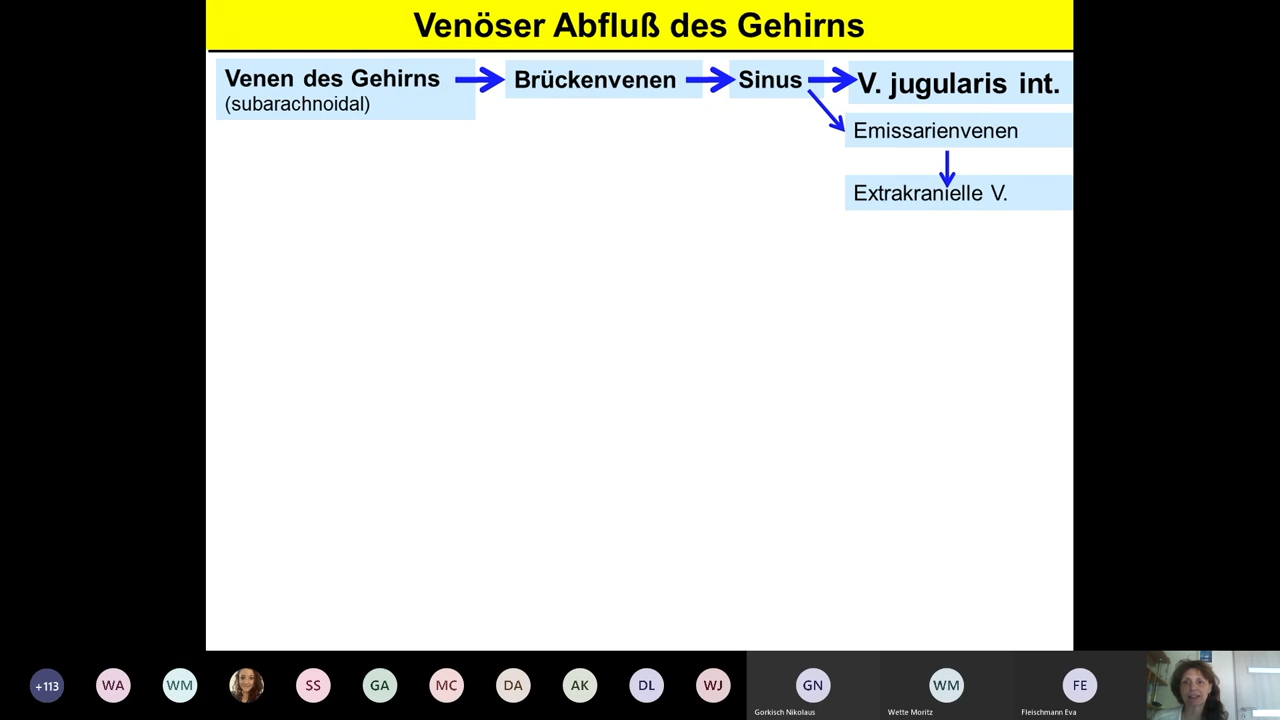 Venöser Abfluß des Gehirns
Venen des Gehirns
(subarachnoidal)
Brückenvenen
Sinus
V. jugularis int.
Emissarienvenen
Extrakranielle V.
+113
WA
WM
SS
GA
MC
DA
AK
DL
WJ
GN
Gorkisch Nikolaus
WM
Wette Moritz
FE
Fleischmann Eva